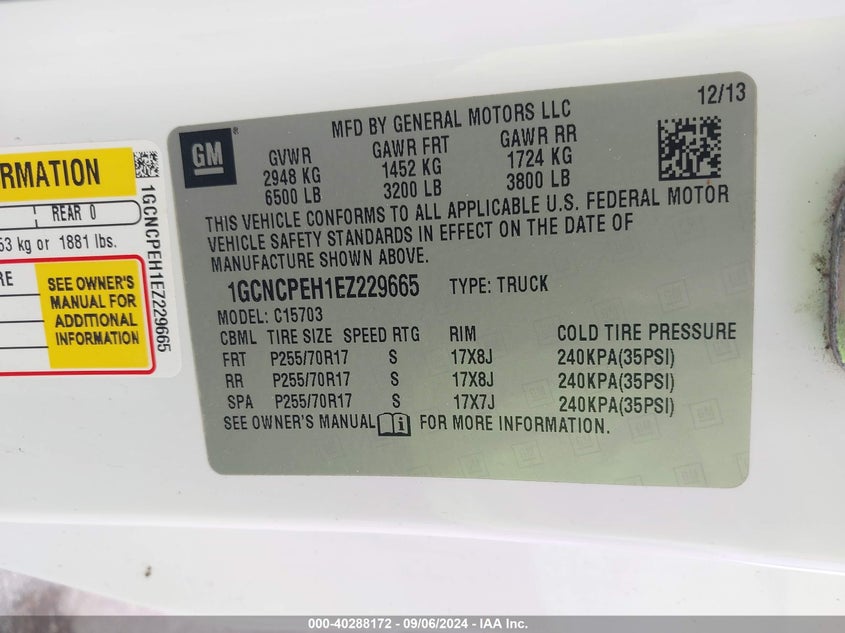 RMATION
REAR 0
53 kg or 1881 lbs.
RE
SEE OWNER'S
MANUAL FOR
ADDITIONAL
INFORMATION
1GCNCPEH1EZ229665
GM
®
12/13
MFD BY GENERAL MOTORS LLC
GVWR GAWR FRT GAWR RR
2948 KG 1452 KG 1724 KG
6500 LB 3200 LB 3800 LB
THIS VEHICLE CONFORMS TO ALL APPLICABLE U.S. FEDERAL MOTOR
VEHICLE SAFETY STANDARDS IN EFFECT ON THE DATE OF
MANUFACTURE SHOWN ABOVE.
1GCNCPEH1EZ229665 TYPE: TRUCK
MODEL: C15703
CBML TIRE SIZE SPEED RTG RIM COLD TIRE PRESSURE
FRT P255/70R17 S 17X8J 240KPA(35PSI)
RR P255/70R17 S 17X8J 240KPA(35PSI)
SPA P255/70R17 S 17X7J 240KPA(35PSI)
SEE OWNER'S MANUAL FOR MORE INFORMATION.
000-40288172 - 09/06/2024 - IAA Inc.